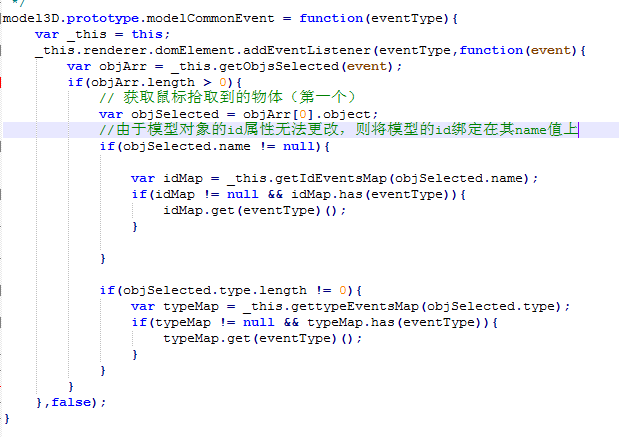 */
model3D.prototype.modelCommonEvent = function(eventType){
var _this = this;
_this.renderer.domElement.addEventListener(eventType,function(event){
var objArr = _this.getObjsSelected(event);
if(objArr.length > 0){
// 获取鼠标拾取到的物体（第一个）
var objSelected = objArr[0].object;
//由于模型对象的id属性无法更改，则将模型的id绑定在其name值上
if(objSelected.name != null){
var idMap = _this.getIdEventsMap(objSelected.name);
if(idMap != null && idMap.has(eventType)){
idMap.get(eventType)();
}
}
if(objSelected.type.length != 0){
var typeMap = _this.gettypeEventsMap(objSelected.type);
if(typeMap != null && typeMap.has(eventType)){
typeMap.get(eventType)();
}
}
}
},false);
}